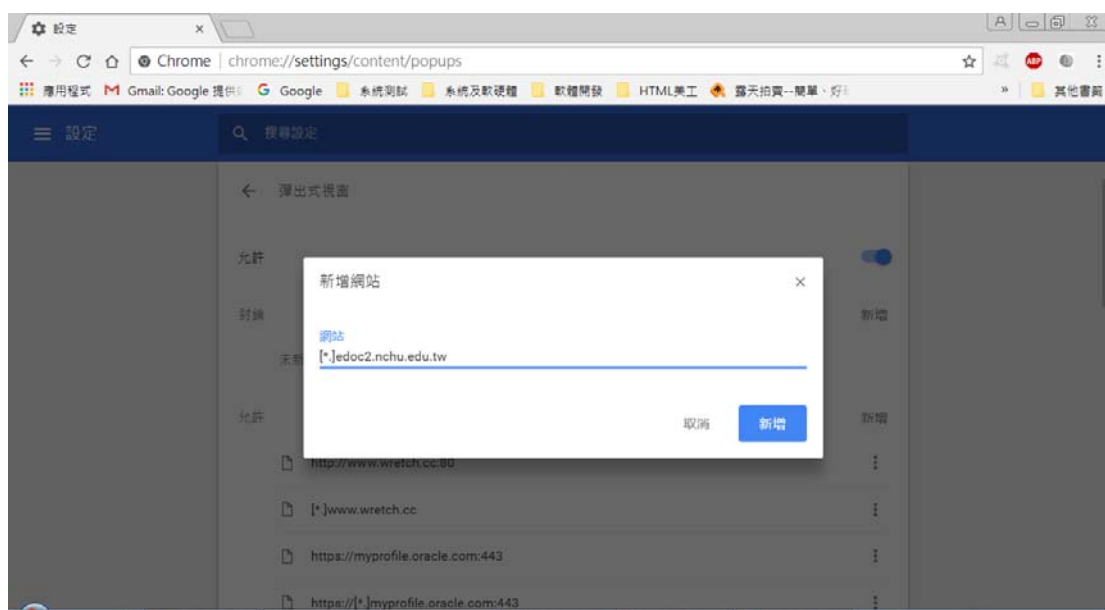 設定
A
Chrome
chrome://settings/content/popups
ABP
應用程式
Gmail: Google 提供
Google
系統測試
系統及軟硬體
軟體開發
HTML美工
露天拍賣--簡單、好
»
其他書籤
設定
搜尋設定
彈出式視窗
允許
新增網站
封鎖
新增
網站
[*.]edoc2.nchu.edu.tw
未新
取消
新增
允許
新增
http://www.wretch.cc:80
[*.]www.wretch.cc
https://myprofile.oracle.com:443
https://[*.]myprofile.oracle.com:443